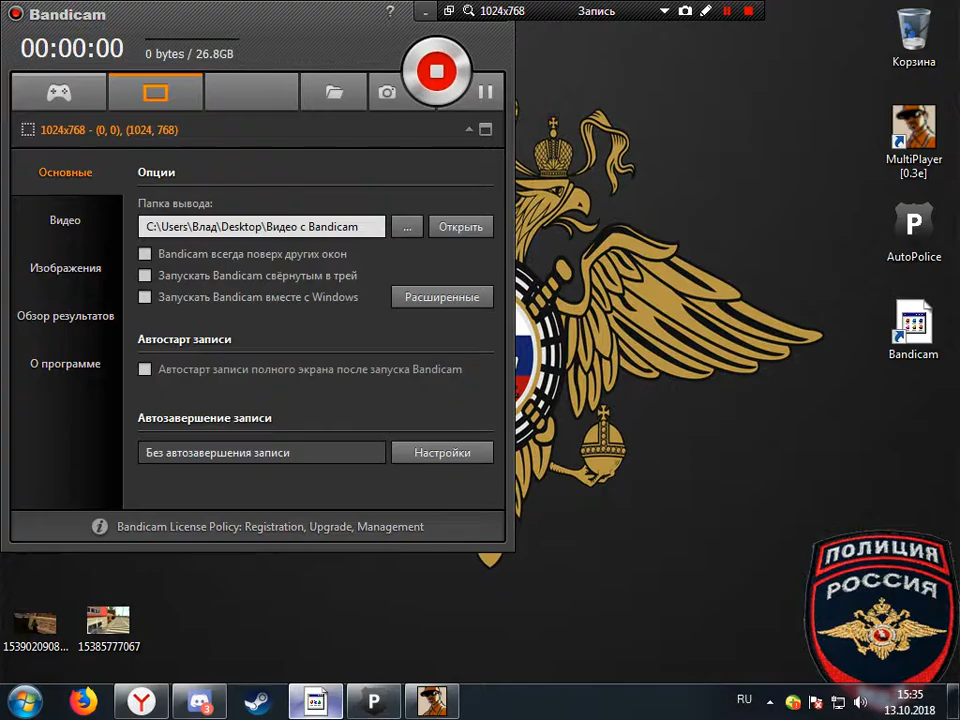 Bandicam
?
1024x768
Запись
00:00:00
0 bytes / 26.8GB
1024x768 - (0, 0), (1024, 768)
Основные
Видео
Изображения
Обзор результатов
О программе
Опции
Папка вывода:
C:\Users\Влад\Desktop\Видео с Bandicam
...
Открыть
Bandicam всегда поверх других окон
Запускать Bandicam свёрнутым в трей
Запускать Bandicam вместе с Windows
Расширенные
Автостарт записи
Автостарт записи полного экрана после запуска Bandicam
Автозавершение записи
Без автозавершения записи
Настройки
Bandicam License Policy: Registration, Upgrade, Management
Корзина
MultiPlayer
[0.3e]
P
AutoPolice
Bandicam
ПОЛИЦИЯ
РОССИЯ
1539020908...
15385777067
Y
3
P
RU
15:35
13.10.2018